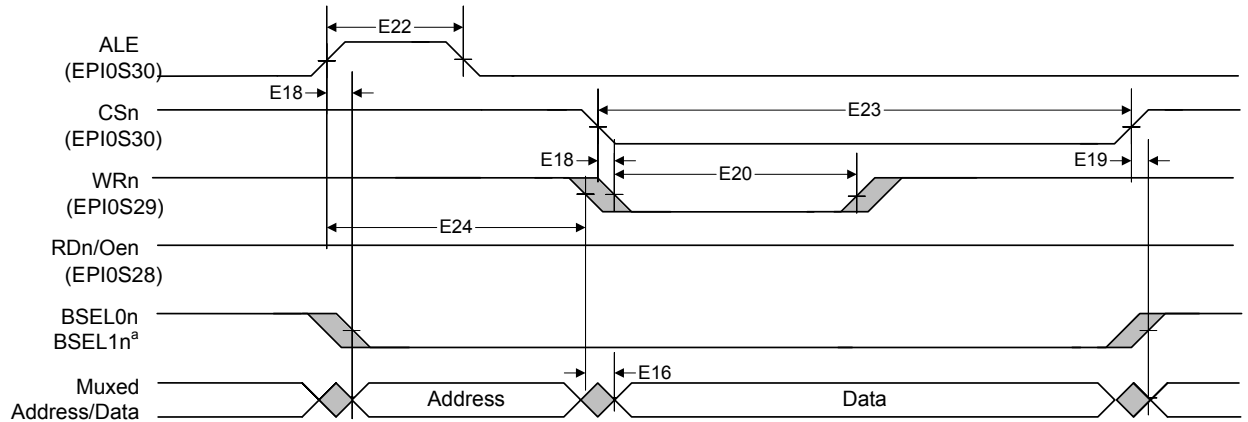 E22
ALE
(EPI0S30)
E18
CSn
(EPI0S30)
E23
E18
E19
WRn
(EPI0S29)
E20
E24
RDn/Oen
(EPI0S28)
BSEL0n
BSEL1nᵃ
E16
Muxed
Address/Data
Address
Data